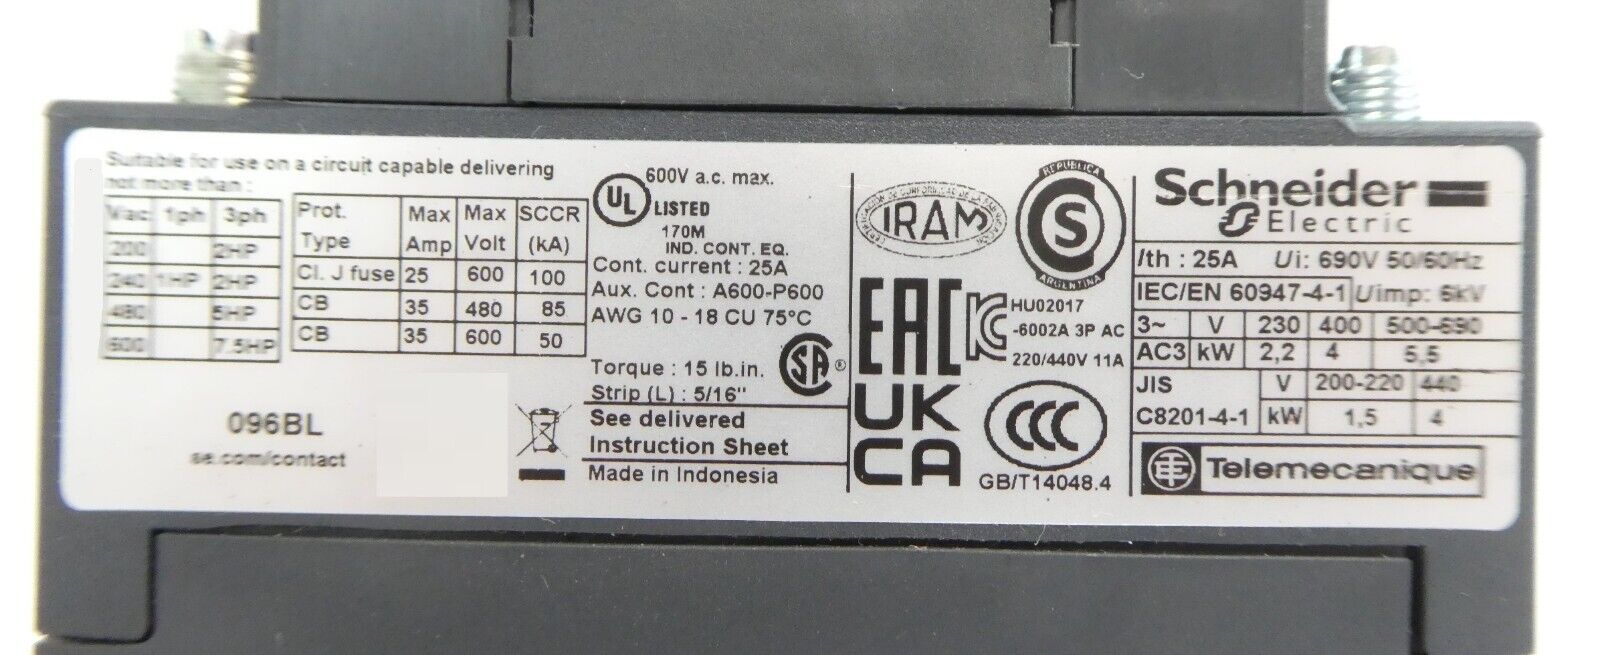 Suitable for use on a circuit capable delivering
not more than :
Vac 1ph 3ph
200 2HP
240 1HP 2HP
480 5HP
600 7.5HP
Prot. Type Max Amp Max Volt SCCR (kA)
Cl. J fuse 25 600 100
CB 35 480 85
CB 35 600 50
096BL
se.com/contact
600V a.c. max.
UL LISTED
170M
IND. CONT. EQ.
Cont. current : 25A
Aux. Cont : A600-P600
AWG 10 - 18 CU 75°C
Torque : 15 lb.in.
Strip (L) : 5/16"
SA ®
See delivered
Instruction Sheet
Made in Indonesia
IRAM
REPUBLICA
S
ARGENTINA
EAC
KC
HU02017
-6002A 3P AC
220/440V 11A
UK
CA
CCC
GB/T14048.4
Schneider
Electric
Ith : 25A Ui: 690V 50/60Hz
IEC/EN 60947-4-1 Uimp: 6kV
3~ V 230 400 500-690
AC3 kW 2,2 4 5,5
JIS V 200-220 440
C8201-4-1 kW 1,5 4
TE Telemecanique